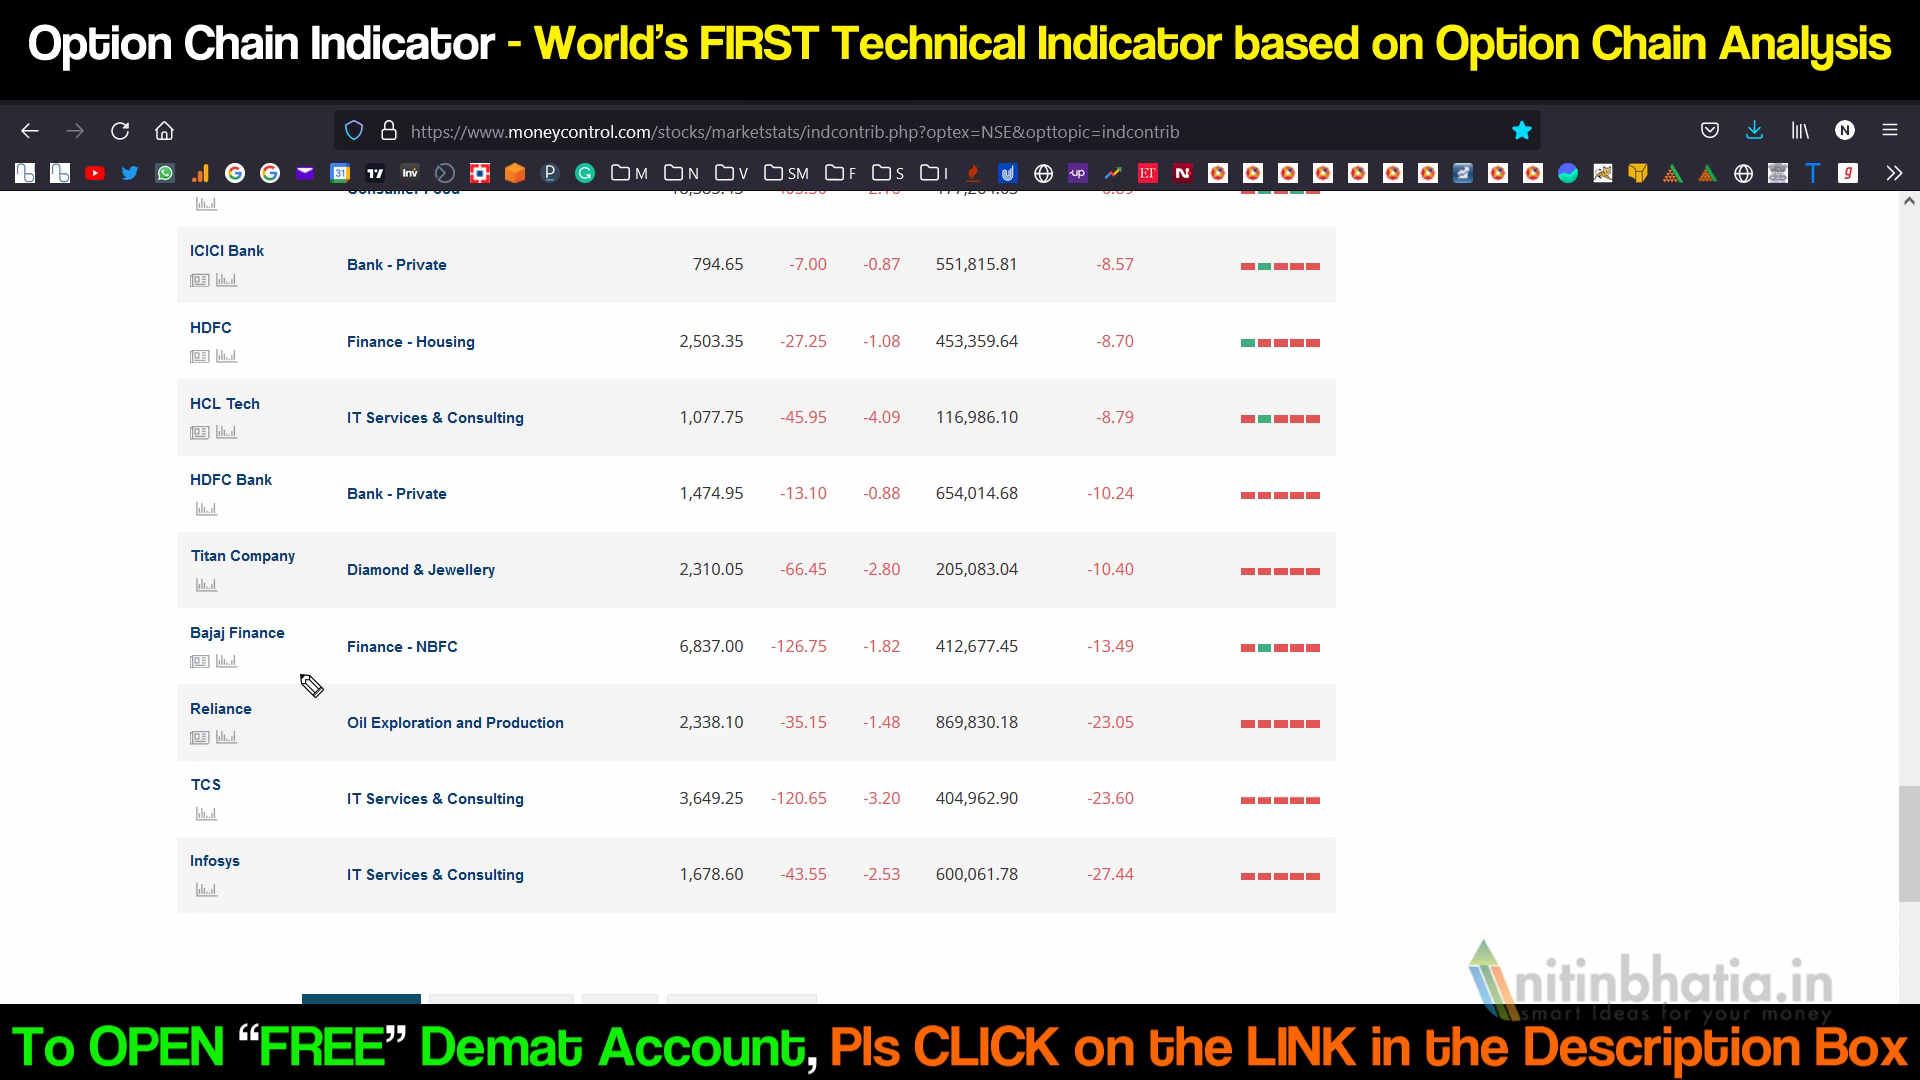 Option Chain Indicator - World's FIRST Technical Indicator based on Option Chain Analysis
https://www.moneycontrol.com/stocks/marketstats/indcontrib.php?optex=NSE&opttopic=indcontrib
M N V SM F S I
ICICI Bank Bank - Private 794.65 -7.00 -0.87 551,815.81 -8.57
HDFC Finance - Housing 2,503.35 -27.25 -1.08 453,359.64 -8.70
HCL Tech IT Services & Consulting 1,077.75 -45.95 -4.09 116,986.10 -8.79
HDFC Bank Bank - Private 1,474.95 -13.10 -0.88 654,014.68 -10.24
Titan Company Diamond & Jewellery 2,310.05 -66.45 -2.80 205,083.04 -10.40
Bajaj Finance Finance - NBFC 6,837.00 -126.75 -1.82 412,677.45 -13.49
Reliance Oil Exploration and Production 2,338.10 -35.15 -1.48 869,830.18 -23.05
TCS IT Services & Consulting 3,649.25 -120.65 -3.20 404,962.90 -23.60
Infosys IT Services & Consulting 1,678.60 -43.55 -2.53 600,061.78 -27.44
nitinbhatia.in
smart Ideas for your money
To OPEN "FREE" Demat Account, Pls CLICK on the LINK in the Description Box